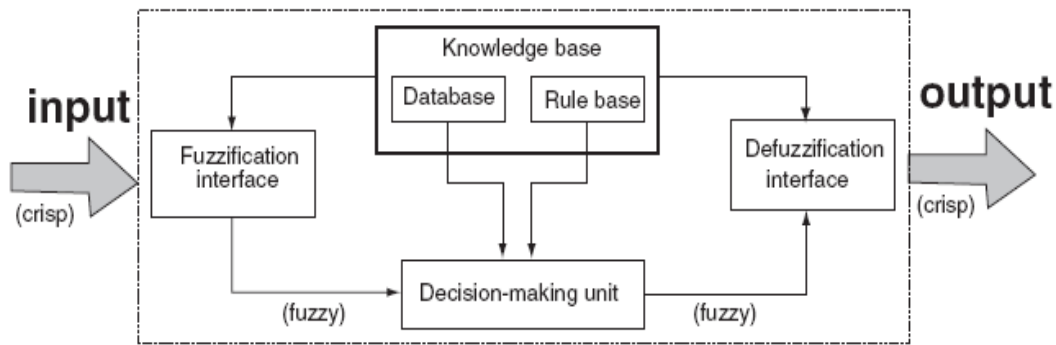 Knowledge base
Database
Rule base
input
output
Fuzzification
interface
Defuzzification
interface
(crisp)
(crisp)
Decision-making unit
(fuzzy)
(fuzzy)